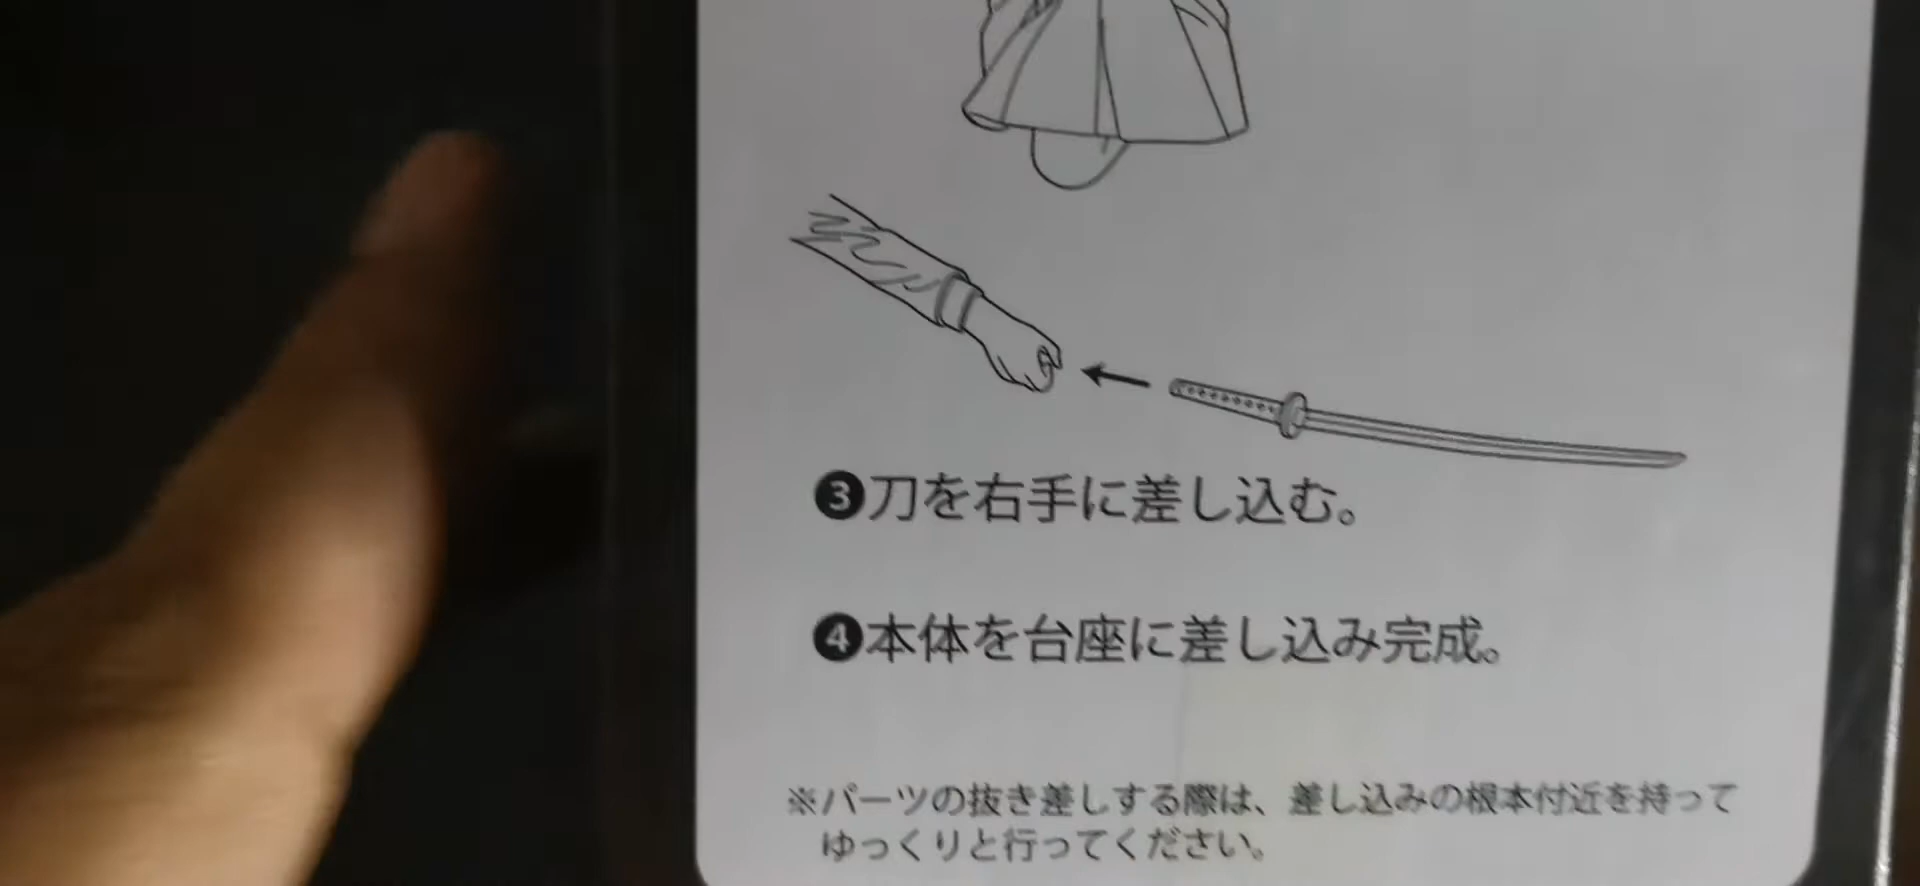 ❸刀を右手に差し込む。
❹本体を台座に差し込み完成。
※パーツの抜き差しする際は、差し込みの根本付近を持って
ゆっくりと行ってください。